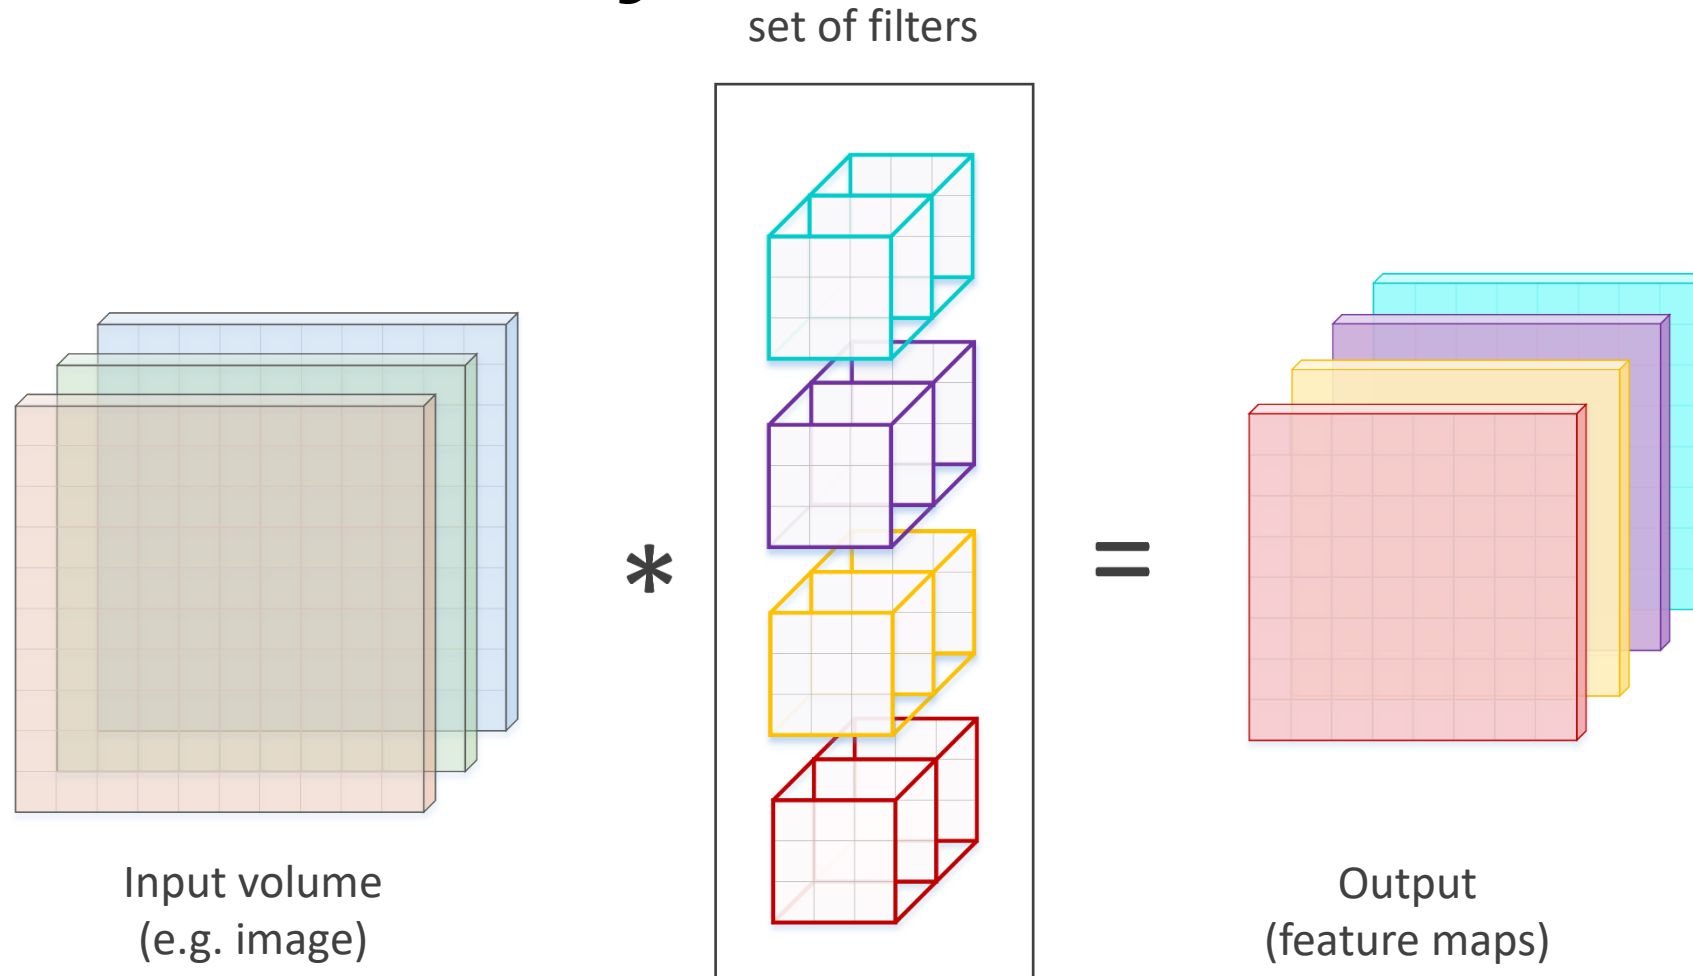 set of filters
*
=
Input volume
(e.g. image)
Output
(feature maps)